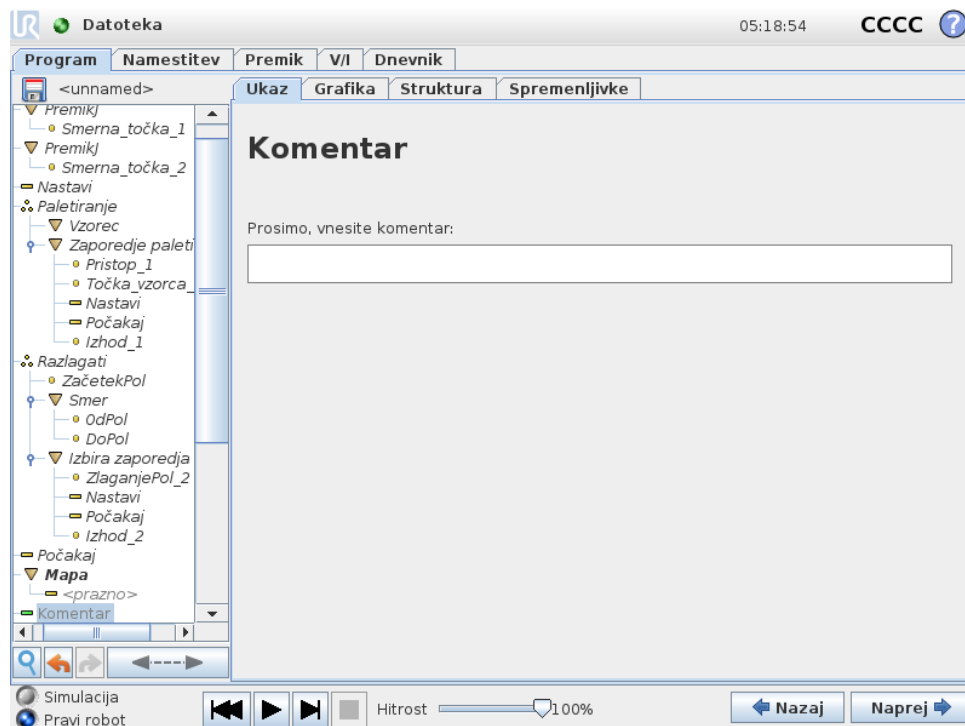 UR Datoteka 05:18:54 CCCC ?
Program Namestitev Premik V/I Dnevnik
<unnamed> Ukaz Grafika Struktura Spremenljivke
PremikJ
Smerna_točka_1
PremikJ
Smerna_točka_2
Nastavi
Paletiranje
Vzorec
Zaporedje paleti
Pristop_1
Točka_vzorca_
Nastavi
Počakaj
Izhod_1
Razlagati
ZačetekPol
Smer
OdPol
DoPol
Izbira zaporedja
ZlaganjePol_2
Nastavi
Počakaj
Izhod_2
Počakaj
Mapa
<prazno>
Komentar
Komentar
Prosimo, vnesite komentar:
Simulacija
Pravi robot
Hitrost 100%
Nazaj Naprej